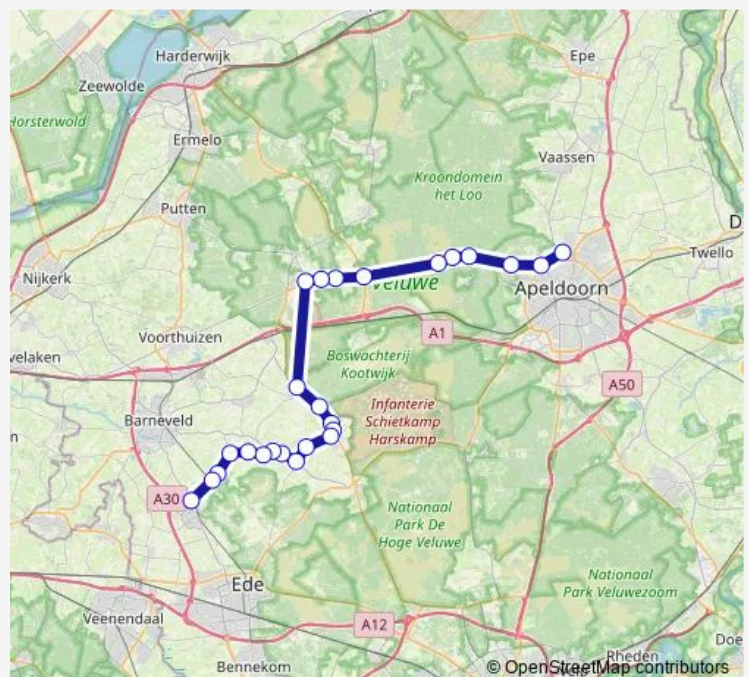 Harderwijk
Epe
Zeewolde
Horsterwold
Ermelo
Vaassen
Kroondomein
het Loo
Putten
D
Twello
Nijkerk
Veluwe
Apeldoorn
A1
Voorthuizen
velaken
Boswachterij
Kootwijk
A50
Infanterie
Schietkamp
Harskamp
Barneveld
n
A30
Nationaal
Park De
Hoge Veluwe
Ede
Nationaal
Park Veluwezoom
Veenendaal
A12
Doe
Rheden
Bennekom
© OpenStreetMap contributors